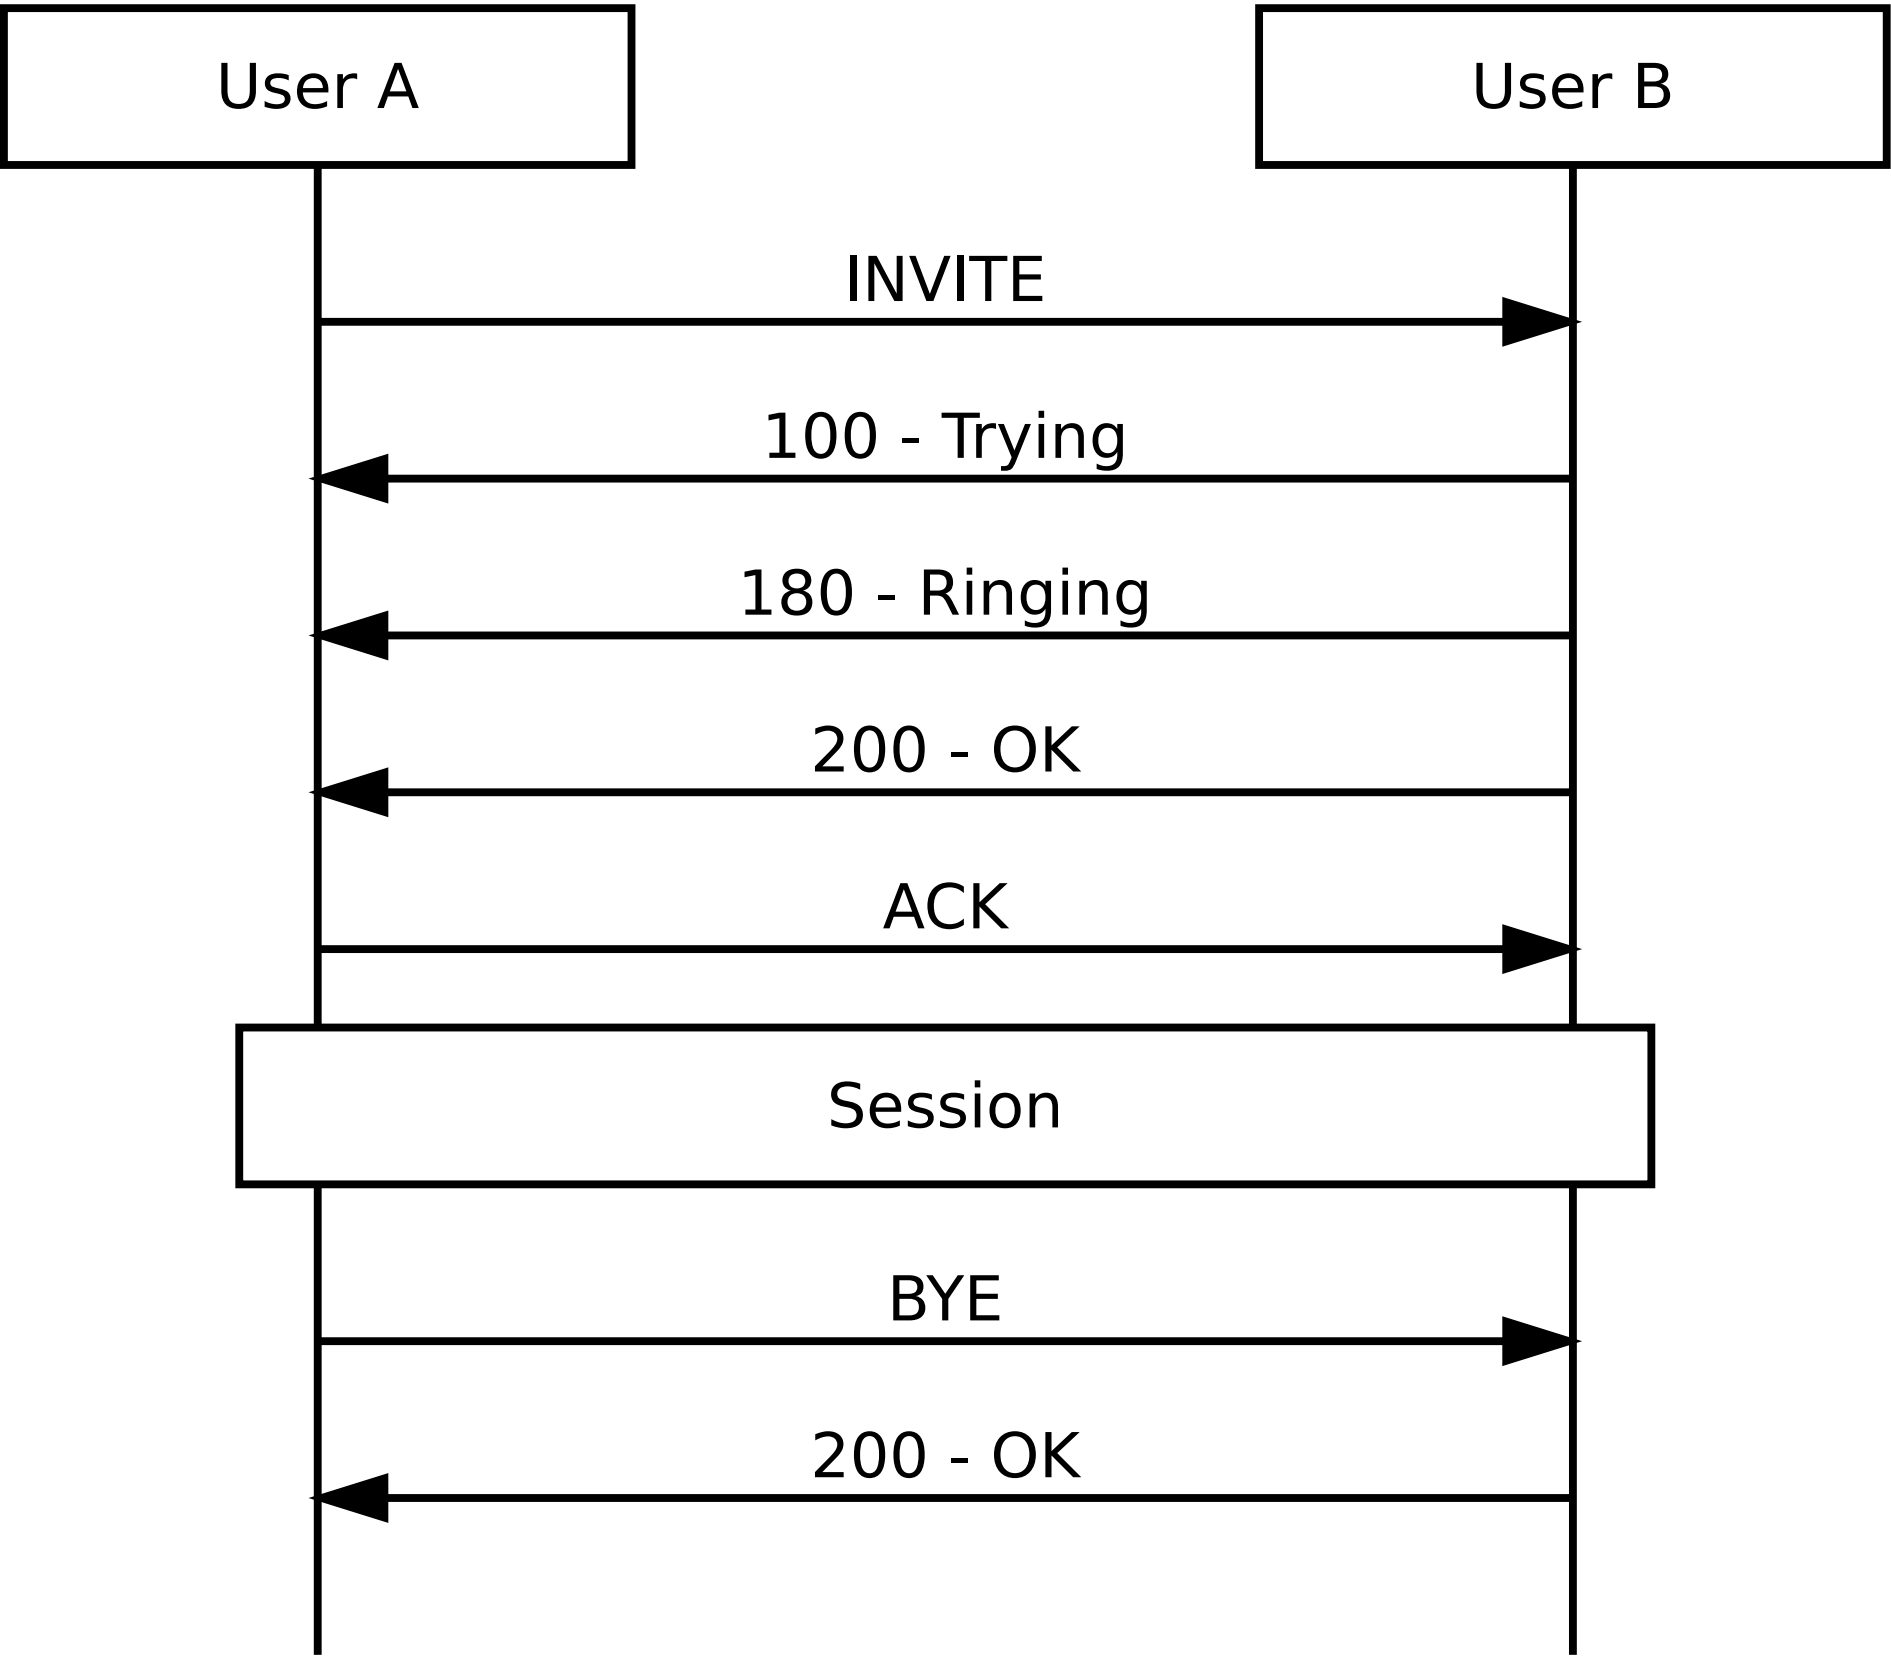 User A
User B
INVITE
100 - Trying
180 - Ringing
200 - OK
ACK
Session
BYE
200 - OK